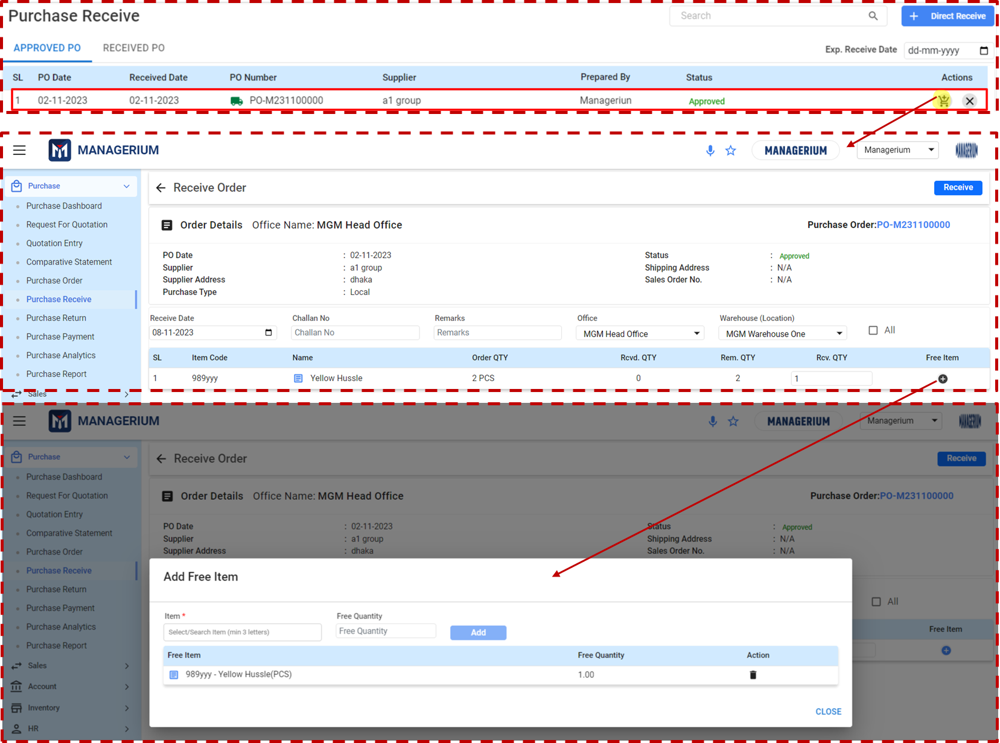 Purchase Receive
Search
+ Direct Receive
APPROVED PO RECEIVED PO
Exp. Receive Date dd-mm-yyyy
SL PO Date Received Date PO Number Supplier Prepared By Status Actions
1 02-11-2023 02-11-2023 PO-M231100000 a1 group Manageriun Approved
MANAGERIUM MANAGERIUM Managerium MANAGERIUM
Purchase
Purchase Dashboard
Request For Quotation
Quotation Entry
Comparative Statement
Purchase Order
Purchase Receive
Purchase Return
Purchase Payment
Purchase Analytics
Purchase Report
Sales
Receive Order Receive
Order Details Office Name: MGM Head Office Purchase Order:PO-M231100000
PO Date : 02-11-2023 Status : Approved
Supplier : a1 group Shipping Address : N/A
Supplier Address : dhaka Sales Order No. : N/A
Purchase Type : Local
Receive Date Challan No Remarks Office Warehouse (Location)
08-11-2023 Challan No Remarks MGM Head Office MGM Warehouse One All
SL Item Code Name Order QTY Rcvd. QTY Rem. QTY Rcv. QTY Free Item
1 989yyy Yellow Hussle 2 PCS 0 2 1
MANAGERIUM MANAGERIUM Managerium MANAGERIUM
Purchase
Purchase Dashboard
Request For Quotation
Quotation Entry
Comparative Statement
Purchase Order
Purchase Receive
Purchase Return
Purchase Payment
Purchase Analytics
Purchase Report
Sales
Account
Inventory
HR
Receive Order Receive
Order Details Office Name: MGM Head Office Purchase Order:PO-M231100000
PO Date : 02-11-2023 Status : Approved
Supplier : a1 group Shipping Address : N/A
Supplier Address : dhaka Sales Order No. : N/A
All
Free Item
Add Free Item
Item * Free Quantity
Select/Search Item (min 3 letters) Free Quantity Add
Free Item Free Quantity Action
989yyy - Yellow Hussle(PCS) 1.00
CLOSE